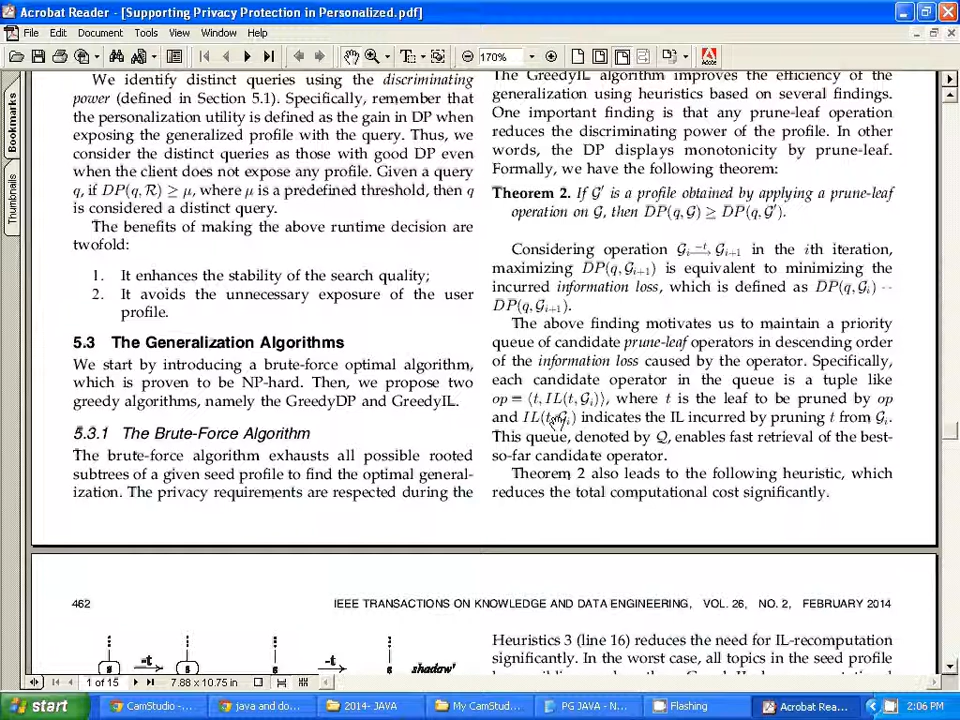 Acrobat Reader - [Supporting Privacy Protection in Personalized.pdf]
File Edit Document Tools View Window Help
170%
Bookmarks
Thumbnails
We identify distinct queries using the discriminating
power (defined in Section 5.1). Specifically, remember that
the personalization utility is defined as the gain in DP when
exposing the generalized profile with the query. Thus, we
consider the distinct queries as those with good DP even
when the client does not expose any profile. Given a query
q, if DP(q, R) ≥ μ, where μ is a predefined threshold, then q
is considered a distinct query.
The benefits of making the above runtime decision are
twofold:
1. It enhances the stability of the search quality;
2. It avoids the unnecessary exposure of the user
profile.
5.3 The Generalization Algorithms
We start by introducing a brute-force optimal algorithm,
which is proven to be NP-hard. Then, we propose two
greedy algorithms, namely the GreedyDP and GreedyIL.
5.3.1 The Brute-Force Algorithm
The brute-force algorithm exhausts all possible rooted
subtrees of a given seed profile to find the optimal general-
ization. The privacy requirements are respected during the
The GreedyIL algorithm improves the efficiency of the
generalization using heuristics based on several findings.
One important finding is that any prune-leaf operation
reduces the discriminating power of the profile. In other
words, the DP displays monotonicity by prune-leaf.
Formally, we have the following theorem:
Theorem 2. If G' is a profile obtained by applying a prune-leaf
operation on G, then DP(q, G) ≥ DP(q, G').
Considering operation Gᵢ −t→ Gᵢ₊₁ in the ith iteration,
maximizing DP(q, Gᵢ₊₁) is equivalent to minimizing the
incurred information loss, which is defined as DP(q, Gᵢ) −
DP(q, Gᵢ₊₁).
The above finding motivates us to maintain a priority
queue of candidate prune-leaf operators in descending order
of the information loss caused by the operator. Specifically,
each candidate operator in the queue is a tuple like
op = ⟨t, IL(t, Gᵢ)⟩, where t is the leaf to be pruned by op
and IL(t, Gᵢ) indicates the IL incurred by pruning t from Gᵢ.
This queue, denoted by Q, enables fast retrieval of the best-
so-far candidate operator.
Theorem 2 also leads to the following heuristic, which
reduces the total computational cost significantly.
462 IEEE TRANSACTIONS ON KNOWLEDGE AND DATA ENGINEERING, VOL. 26, NO. 2, FEBRUARY 2014
-t -t
s s s s shadow'
Heuristics 3 (line 16) reduces the need for IL-recomputation
significantly. In the worst case, all topics in the seed profile
1 of 15 7.88 x 10.75 in
start CamStudio -... java and do... 2014- JAVA My CamStud... PG JAVA - N... Flashing Acrobat Rea... 2:06 PM